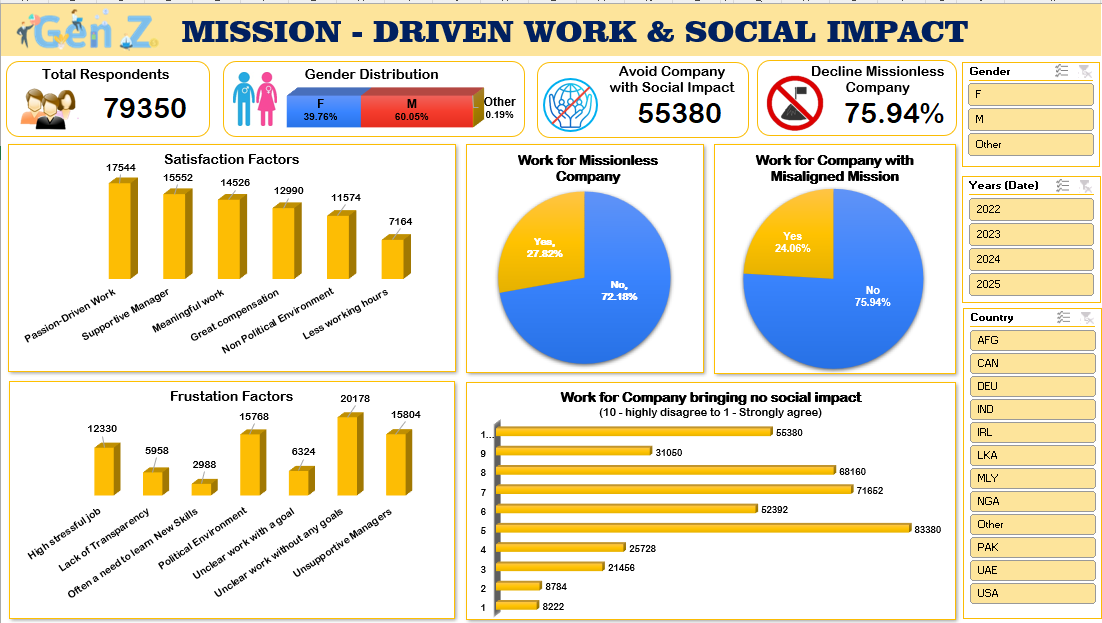 Gen Z
MISSION - DRIVEN WORK & SOCIAL IMPACT
Total Respondents
79350
Gender Distribution
F
39.76%
M
60.05%
Other
0.19%
Avoid Company
with Social Impact
55380
Decline Missionless
Company
75.94%
Gender
F
M
Other
Years (Date)
2022
2023
2024
2025
Country
AFG
CAN
DEU
IND
IRL
LKA
MLY
NGA
Other
PAK
UAE
USA
Satisfaction Factors
17544
15552
14526
12990
11574
7164
Passion-Driven Work
Supportive Manager
Meaningful work
Great compensation
Non Political Environment
Less working hours
Work for Missionless
Company
Yes,
27.82%
No,
72.18%
Work for Company with
Misaligned Mission
Yes
24.06%
No
75.94%
Frustation Factors
12330
5958
2988
15768
6324
20178
15804
High stressful job
Lack of Transparency
Often a need to learn New Skills
Political Environment
Unclear work with a goal
Unclear work without any goals
Unsupportive Managers
Work for Company bringing no social impact
(10 - highly disagree to 1 - Strongly agree)
1... 55380
9 31050
8 68160
7 71652
6 52392
5 83380
4 25728
3 21456
2 8784
1 8222